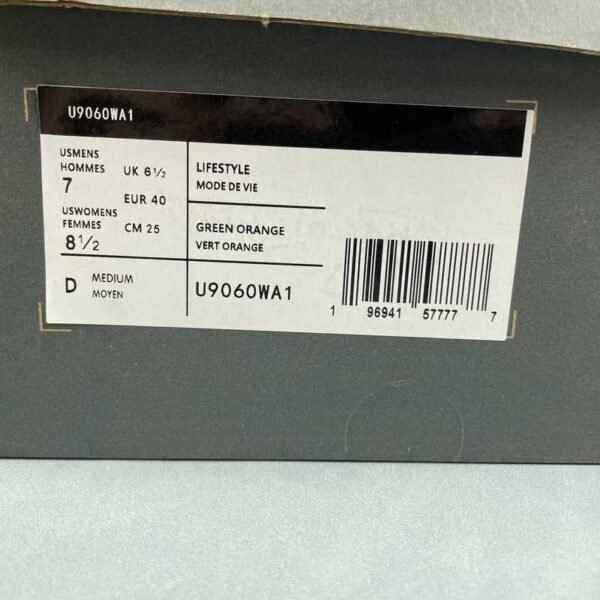 U9060WA1
USMENS
HOMMES
7
UK 6½
EUR 40
USWOMENS
FEMMES
8½
CM 25
D MEDIUM
MOYEN
LIFESTYLE
MODE DE VIE
GREEN ORANGE
VERT ORANGE
U9060WA1
1 96941 57777 7